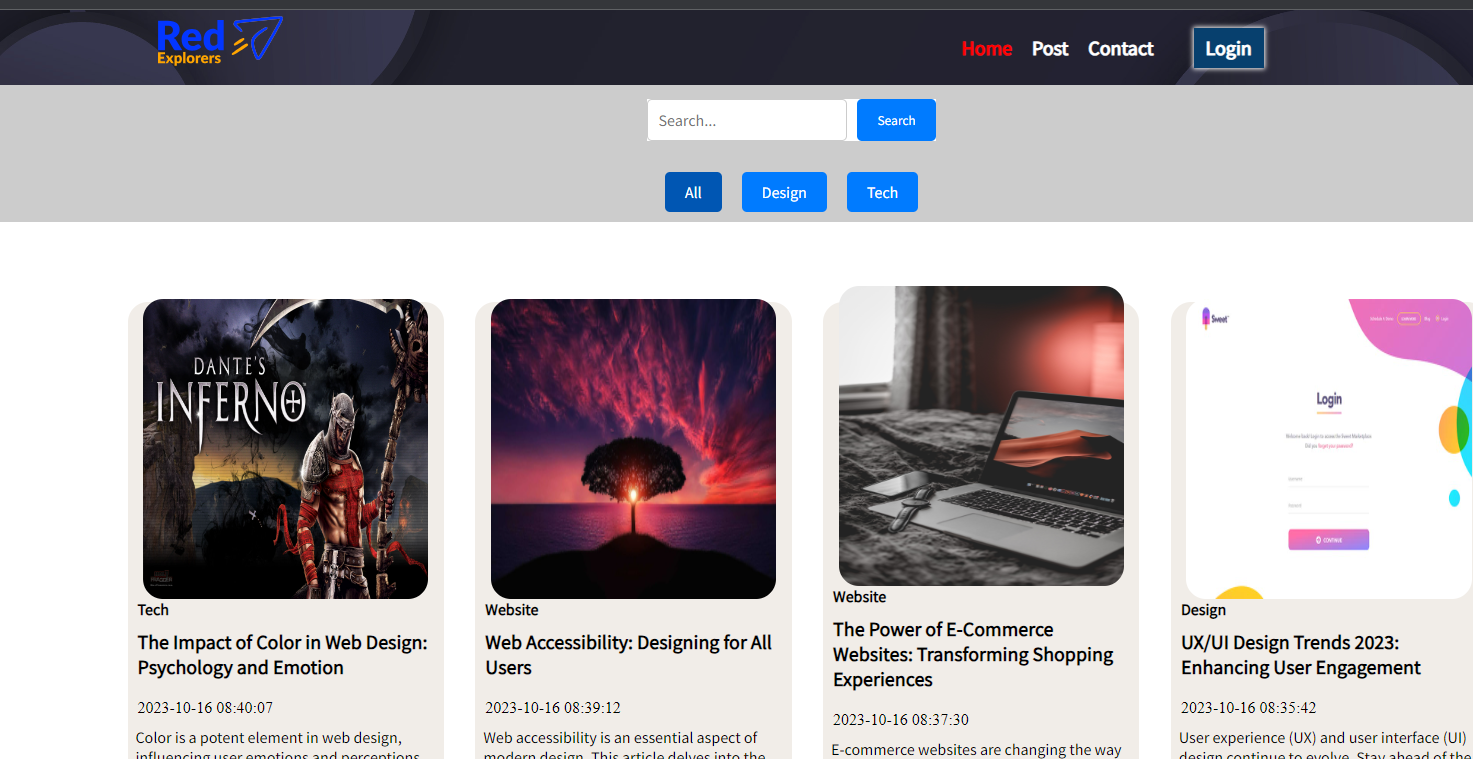 Red
Explorers
Home Post Contact Login
Search...
Search
All Design Tech
DANTE'S
INFERNO
Tech
The Impact of Color in Web Design:
Psychology and Emotion
2023-10-16 08:40:07
Color is a potent element in web design,
influencing user emotions and perceptions.
Website
Web Accessibility: Designing for All
Users
2023-10-16 08:39:12
Web accessibility is an essential aspect of
modern design. This article delves into the
Website
The Power of E-Commerce
Websites: Transforming Shopping
Experiences
2023-10-16 08:37:30
E-commerce websites are changing the way
Sweet
Login
CONTINUE
Design
UX/UI Design Trends 2023:
Enhancing User Engagement
2023-10-16 08:35:42
User experience (UX) and user interface (UI)
design continue to evolve. Stay ahead of the